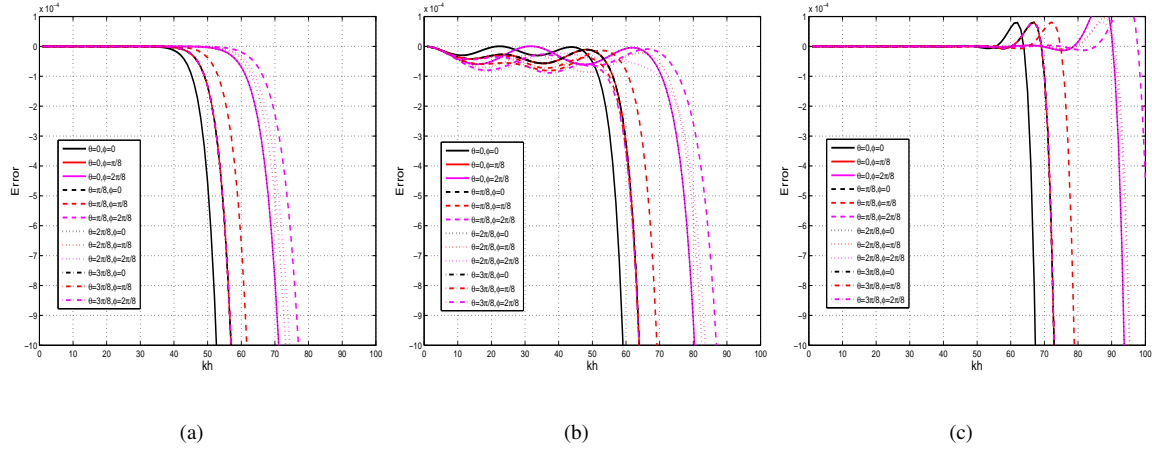 x 10⁻⁴
1
0
−1
−2
−3
−4
−5
−6
−7
−8
−9
−10
Error
0 10 20 30 40 50 60 70 80 90 100
kh
θ=0,ϕ=0
θ=0,ϕ=π/8
θ=0,ϕ=2π/8
θ=π/8,ϕ=0
θ=π/8,ϕ=π/8
θ=π/8,ϕ=2π/8
θ=2π/8,ϕ=0
θ=2π/8,ϕ=π/8
θ=2π/8,ϕ=2π/8
θ=3π/8,ϕ=0
θ=3π/8,ϕ=π/8
θ=3π/8,ϕ=2π/8
(a)
x 10⁻⁴
1
0
−1
−2
−3
−4
−5
−6
−7
−8
−9
−10
Error
0 10 20 30 40 50 60 70 80 90 100
kh
θ=0,ϕ=0
θ=0,ϕ=π/8
θ=0,ϕ=2π/8
θ=π/8,ϕ=0
θ=π/8,ϕ=π/8
θ=π/8,ϕ=2π/8
θ=2π/8,ϕ=0
θ=2π/8,ϕ=π/8
θ=2π/8,ϕ=2π/8
θ=3π/8,ϕ=0
θ=3π/8,ϕ=π/8
θ=3π/8,ϕ=2π/8
(b)
x 10⁻⁴
1
0
−1
−2
−3
−4
−5
−6
−7
−8
−9
−10
Error
0 10 20 30 40 50 60 70 80 90 100
kh
θ=0,ϕ=0
θ=0,ϕ=π/8
θ=0,ϕ=2π/8
θ=π/8,ϕ=0
θ=π/8,ϕ=π/8
θ=π/8,ϕ=2π/8
θ=2π/8,ϕ=0
θ=2π/8,ϕ=π/8
θ=2π/8,ϕ=2π/8
θ=3π/8,ϕ=0
θ=3π/8,ϕ=π/8
θ=3π/8,ϕ=2π/8
(c)